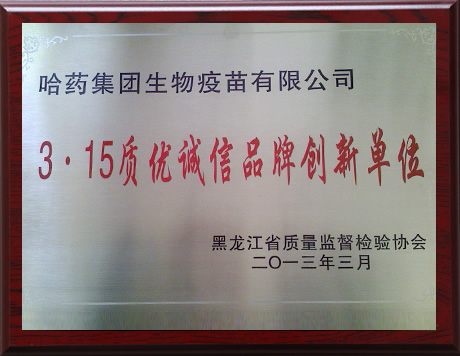 哈药集团生物疫苗有限公司
3·15质优诚信品牌创新单位
黑龙江省质量监督检验协会
二〇一三年三月